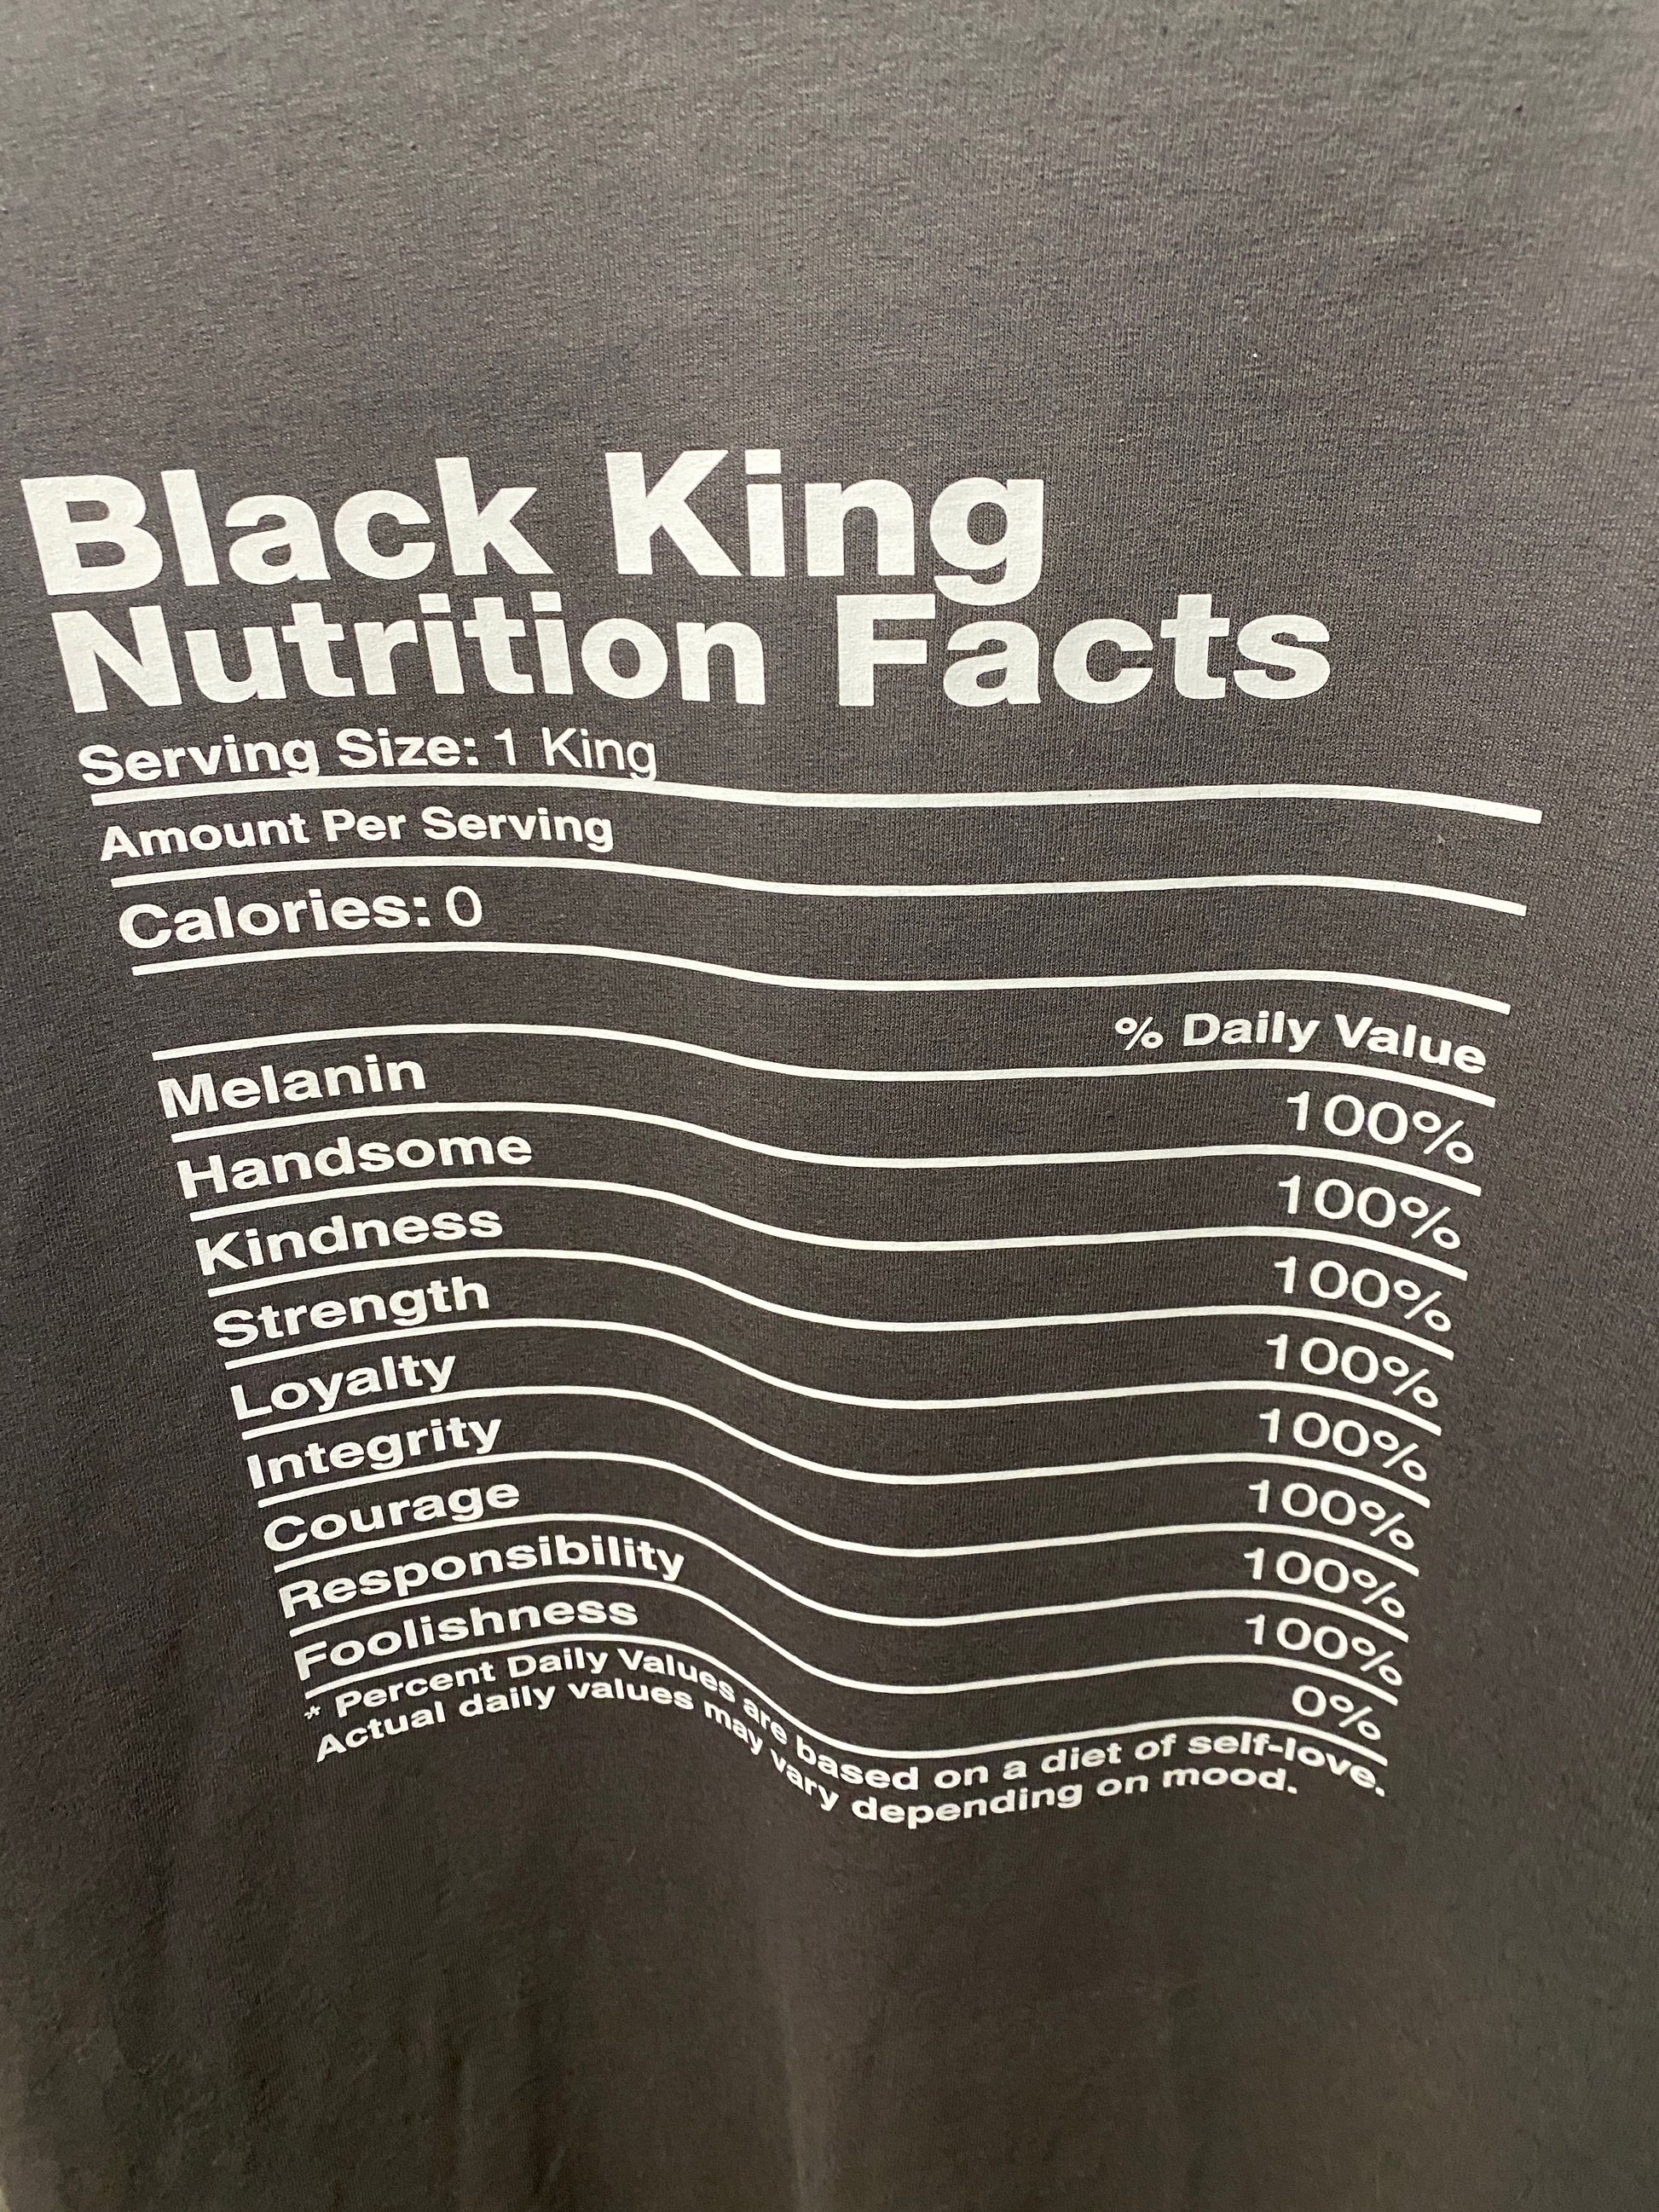 Black King
Nutrition Facts
Serving Size: 1 King
Amount Per Serving
Calories: 0
% Daily Value
Melanin 100%
Handsome 100%
Kindness 100%
Strength 100%
Loyalty 100%
Integrity 100%
Courage 100%
Responsibility 100%
Foolishness 0%
* Percent Daily Values are based on a diet of self-love.
Actual daily values may vary depending on mood.